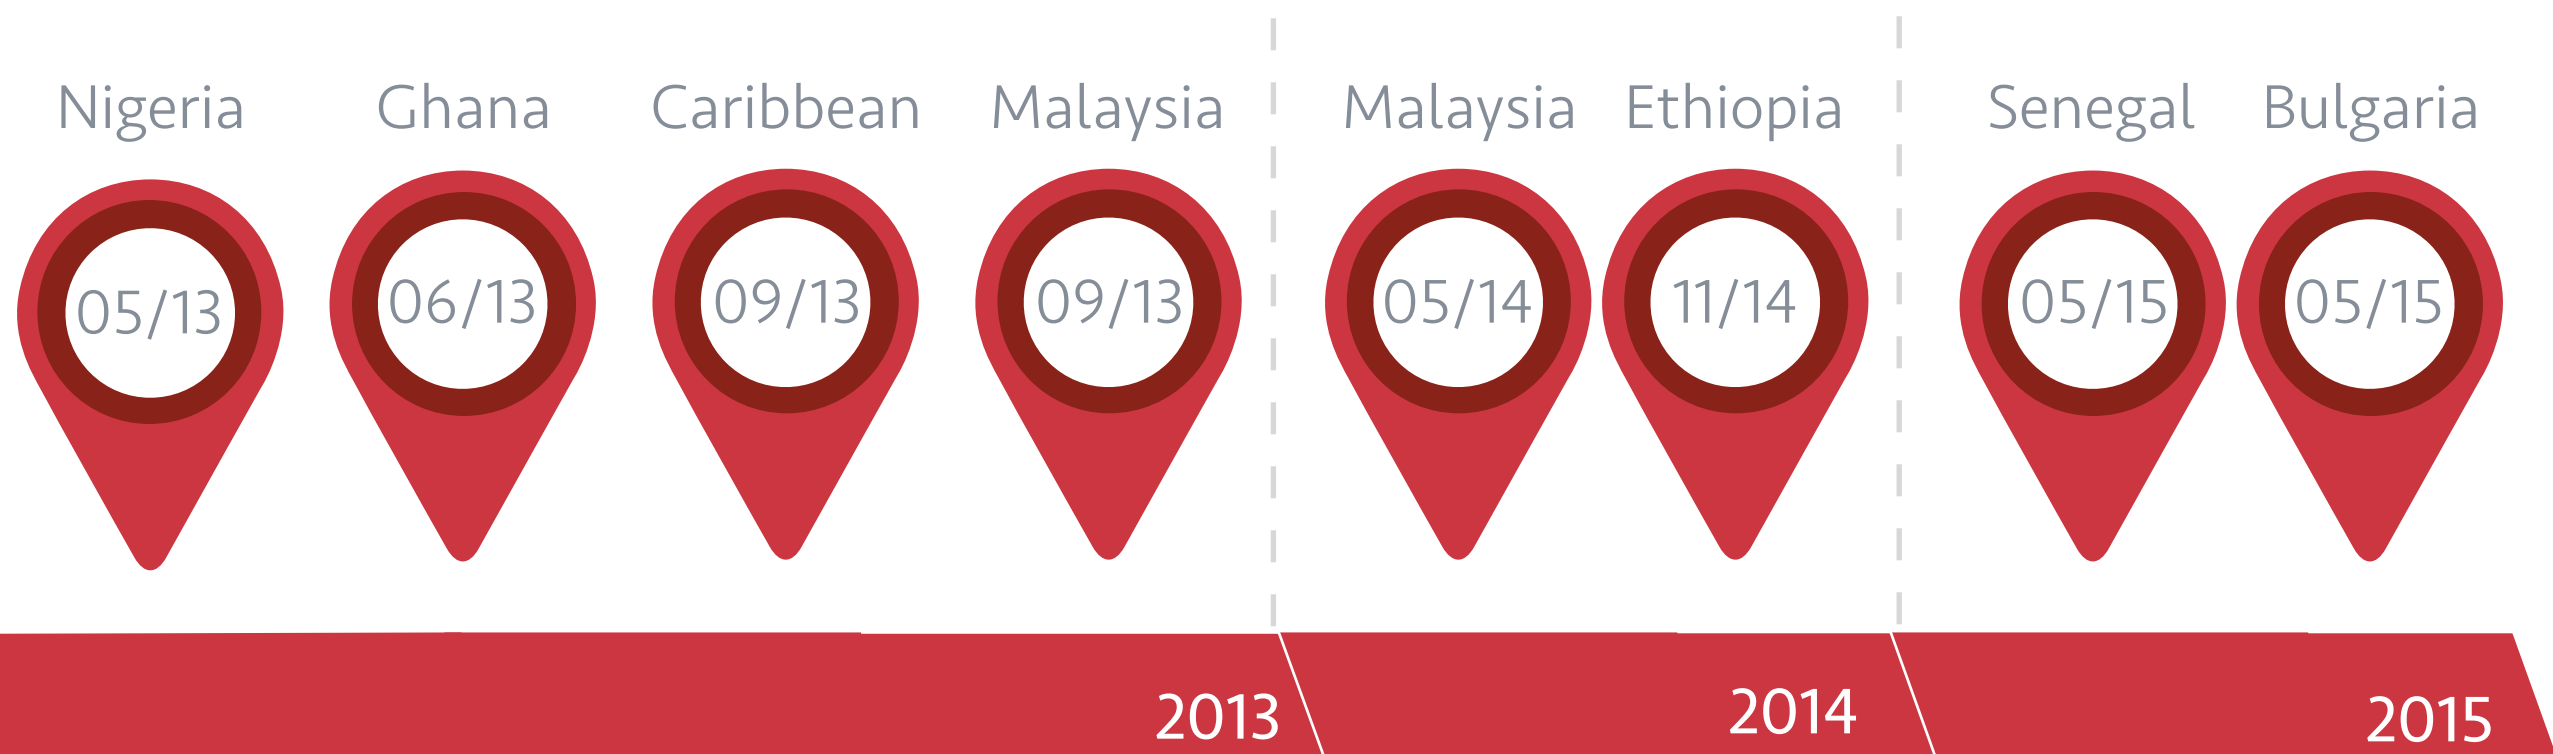 Nigeria
Ghana
Caribbean
Malaysia
Malaysia
Ethiopia
Senegal
Bulgaria
05/13
06/13
09/13
09/13
05/14
11/14
05/15
05/15
2013
2014
2015